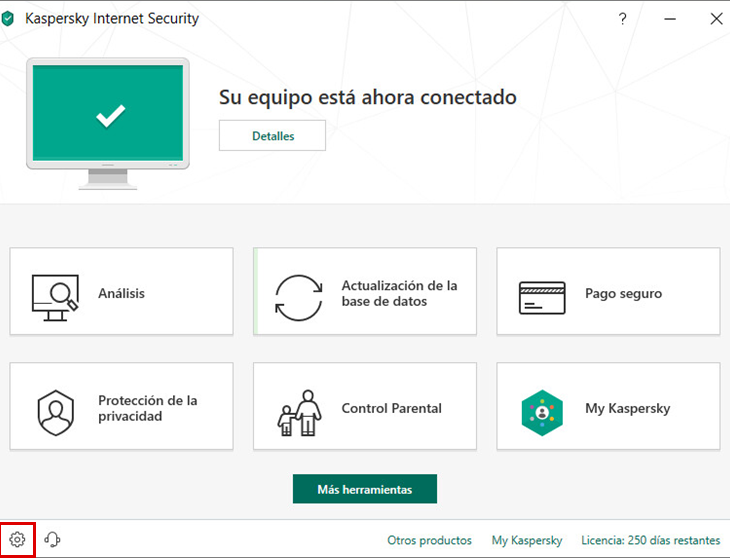 Kaspersky Internet Security
?
Su equipo está ahora conectado
Detalles
Análisis
Actualización de la
base de datos
Pago seguro
Protección de la
privacidad
Control Parental
My Kaspersky
Más herramientas
Otros productos
My Kaspersky
Licencia: 250 días restantes